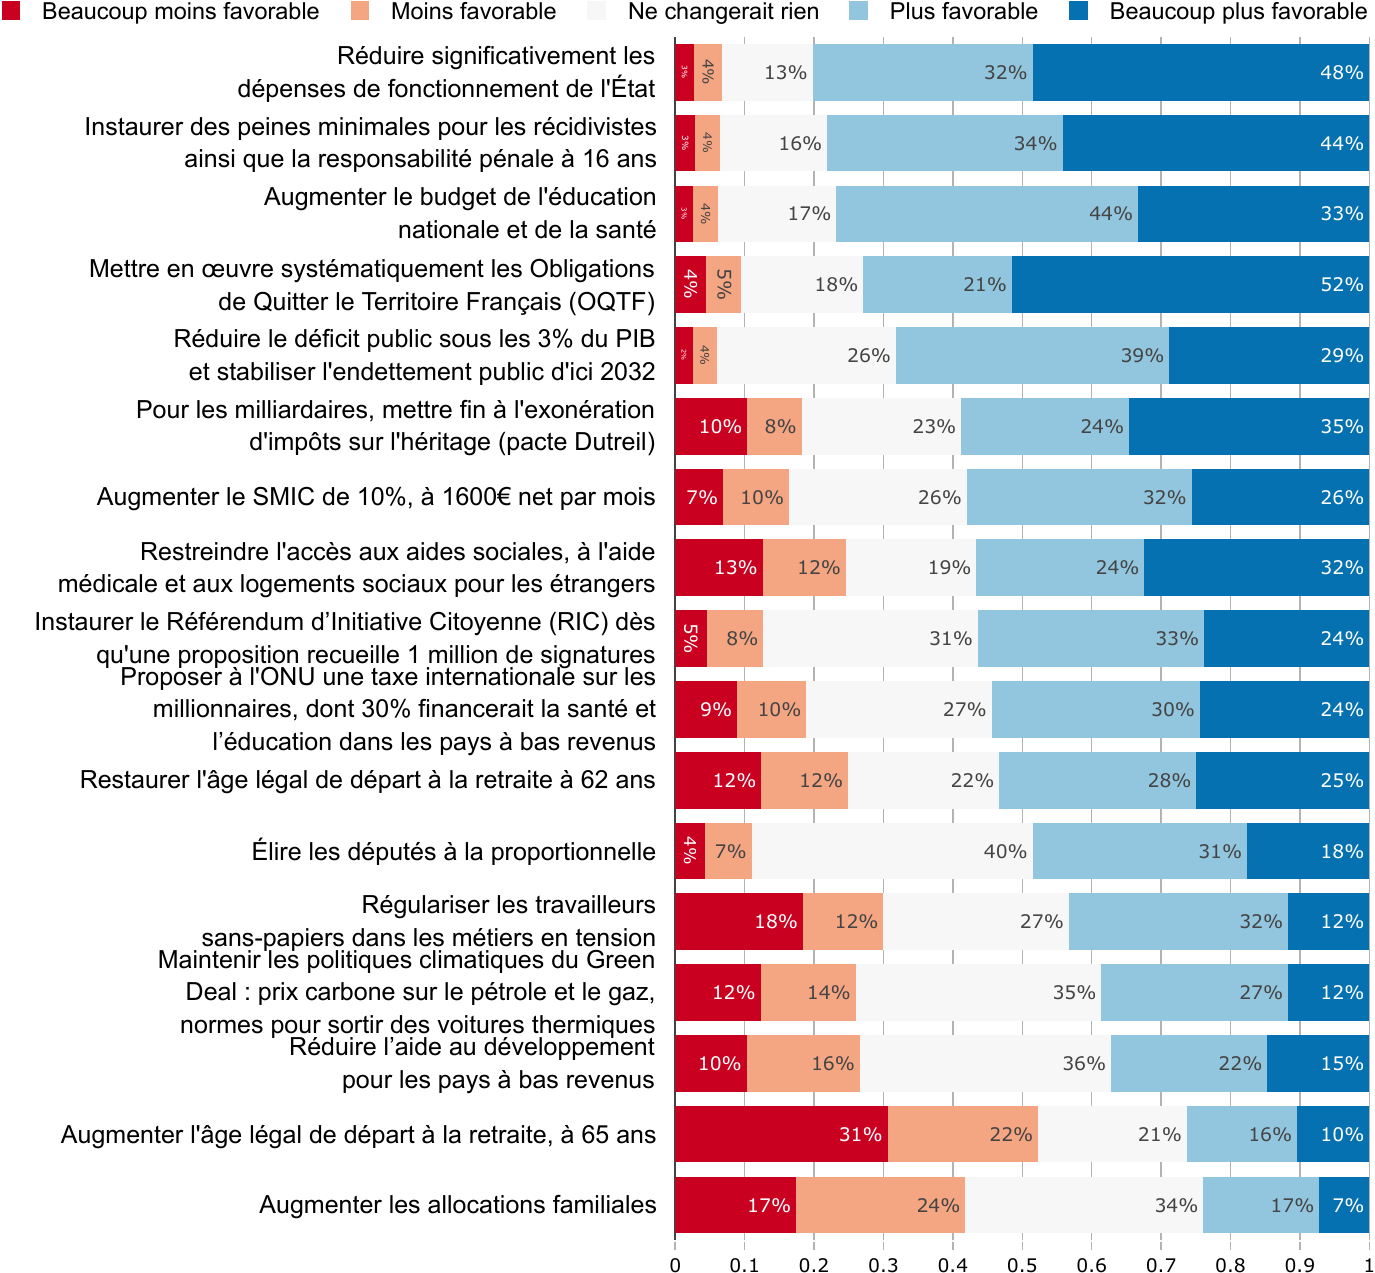 Beaucoup moins favorable Moins favorable Ne changerait rien Plus favorable Beaucoup plus favorable
Réduire significativement les
dépenses de fonctionnement de l'État
3% 4% 13% 32% 48%
Instaurer des peines minimales pour les récidivistes
ainsi que la responsabilité pénale à 16 ans
3% 4% 16% 34% 44%
Augmenter le budget de l'éducation
nationale et de la santé
3% 4% 17% 44% 33%
Mettre en œuvre systématiquement les Obligations
de Quitter le Territoire Français (OQTF)
4% 5% 18% 21% 52%
Réduire le déficit public sous les 3% du PIB
et stabiliser l'endettement public d'ici 2032
2% 4% 26% 39% 29%
Pour les milliardaires, mettre fin à l'exonération
d'impôts sur l'héritage (pacte Dutreil)
10% 8% 23% 24% 35%
Augmenter le SMIC de 10%, à 1600€ net par mois
7% 10% 26% 32% 26%
Restreindre l'accès aux aides sociales, à l'aide
médicale et aux logements sociaux pour les étrangers
13% 12% 19% 24% 32%
Instaurer le Référendum d’Initiative Citoyenne (RIC) dès
qu'une proposition recueille 1 million de signatures
5% 8% 31% 33% 24%
Proposer à l'ONU une taxe internationale sur les
millionnaires, dont 30% financerait la santé et
l’éducation dans les pays à bas revenus
9% 10% 27% 30% 24%
Restaurer l'âge légal de départ à la retraite à 62 ans
12% 12% 22% 28% 25%
Élire les députés à la proportionnelle
4% 7% 40% 31% 18%
Régulariser les travailleurs
sans-papiers dans les métiers en tension
18% 12% 27% 32% 12%
Maintenir les politiques climatiques du Green
Deal : prix carbone sur le pétrole et le gaz,
normes pour sortir des voitures thermiques
12% 14% 35% 27% 12%
Réduire l’aide au développement
pour les pays à bas revenus
10% 16% 36% 22% 15%
Augmenter l'âge légal de départ à la retraite, à 65 ans
31% 22% 21% 16% 10%
Augmenter les allocations familiales
17% 24% 34% 17% 7%
0 0.1 0.2 0.3 0.4 0.5 0.6 0.7 0.8 0.9 1